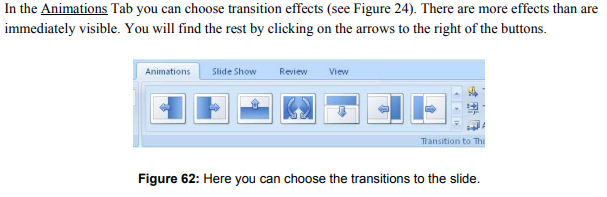 In the Animations Tab you can choose transition effects (see Figure 24). There are more effects than are
immediately visible. You will find the rest by clicking on the arrows to the right of the buttons.
Animations Slide Show Review View
Transition to Thi
Figure 62: Here you can choose the transitions to the slide.